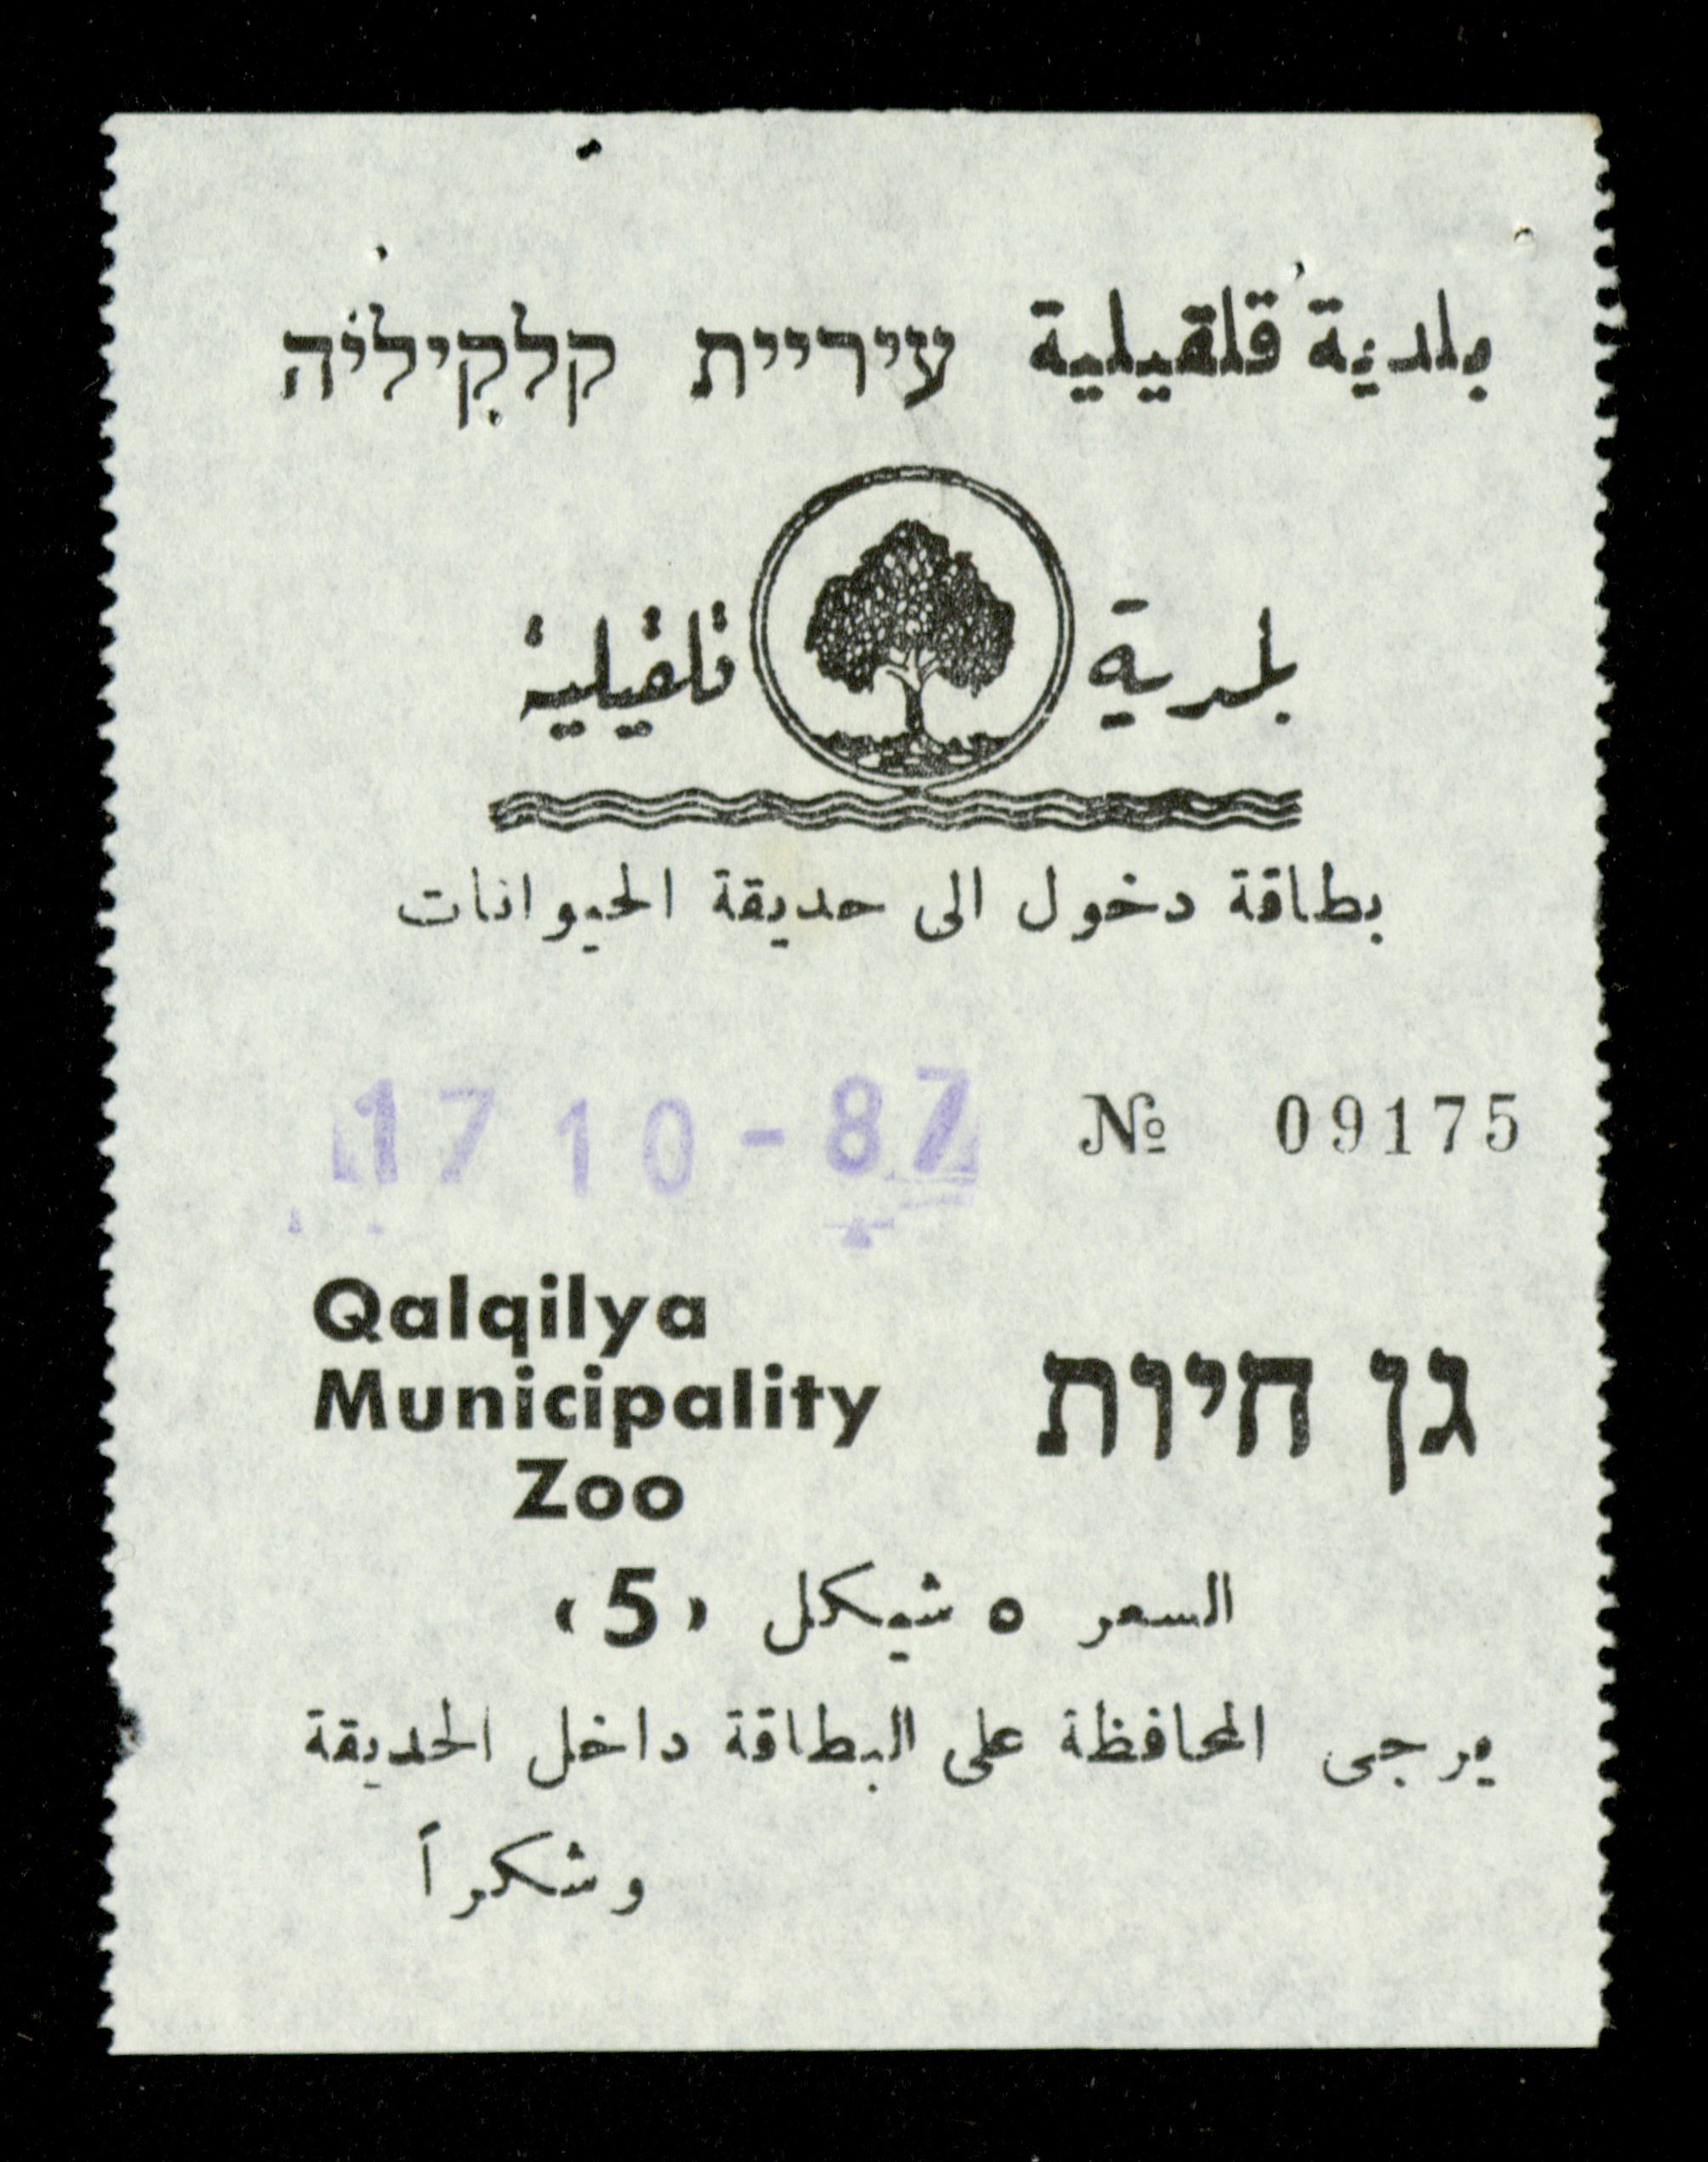 بلدية قلقيلية עיריית קלקיליה
بلدية قلقيلية
بطاقة دخول الى حديقة الحيوانات
17 10 - 87 № 09175
Qalqilya
Municipality
Zoo
גן חיות
السعر ٥ شيكل «5»
يرجى المحافظة على البطاقة داخل الحديقة
وشكراً